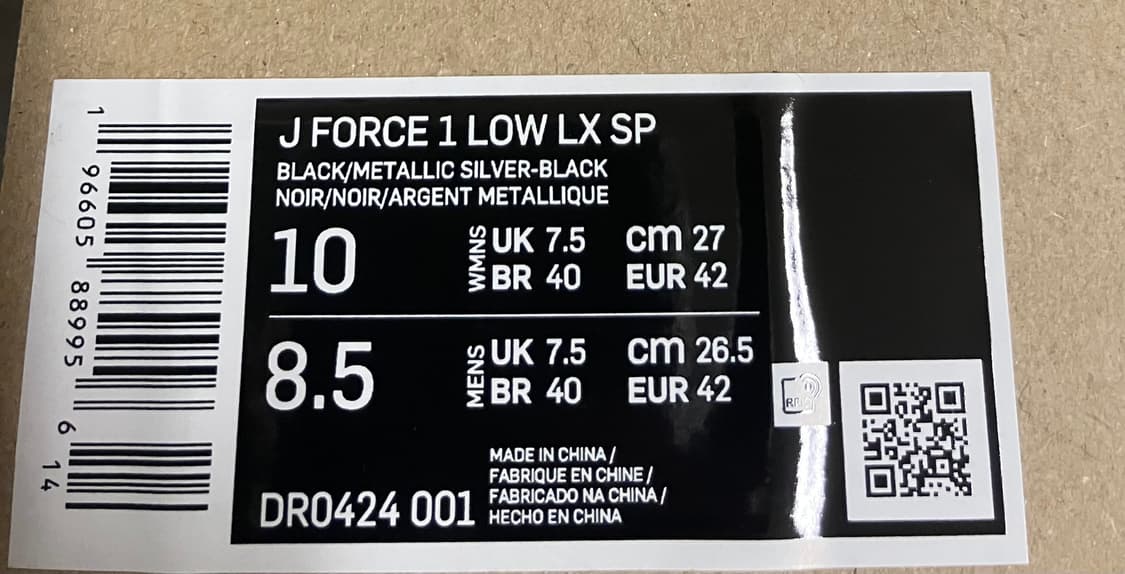 J FORCE 1 LOW LX SP
BLACK/METALLIC SILVER-BLACK
NOIR/NOIR/ARGENT METALLIQUE
10 WMNS UK 7.5 cm 27
BR 40 EUR 42
8.5 MENS UK 7.5 cm 26.5
BR 40 EUR 42
MADE IN CHINA /
FABRIQUE EN CHINE /
FABRICADO NA CHINA /
HECHO EN CHINA
DR0424 001
1 96605 88995 6 14